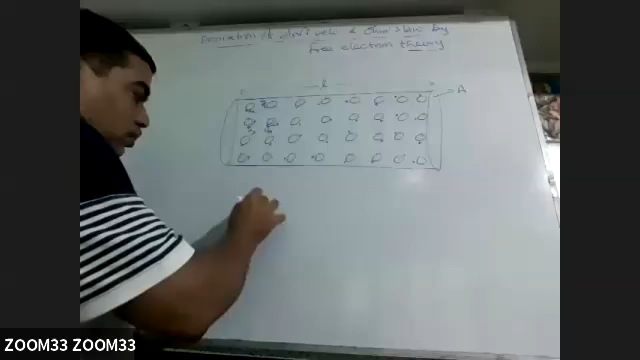 Derivation of drift velo & Ohm's law by
free electron theory
l
A
ZOOM33 ZOOM33